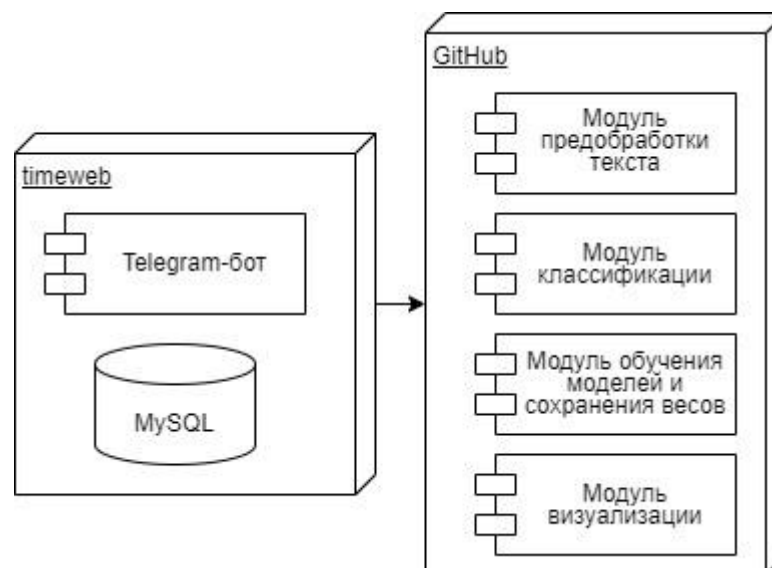 timeweb
Telegram-бот
MySQL
GitHub
Модуль
предобработки
текста
Модуль
классификации
Модуль обучения
моделей и
сохранения весов
Модуль
визуализации